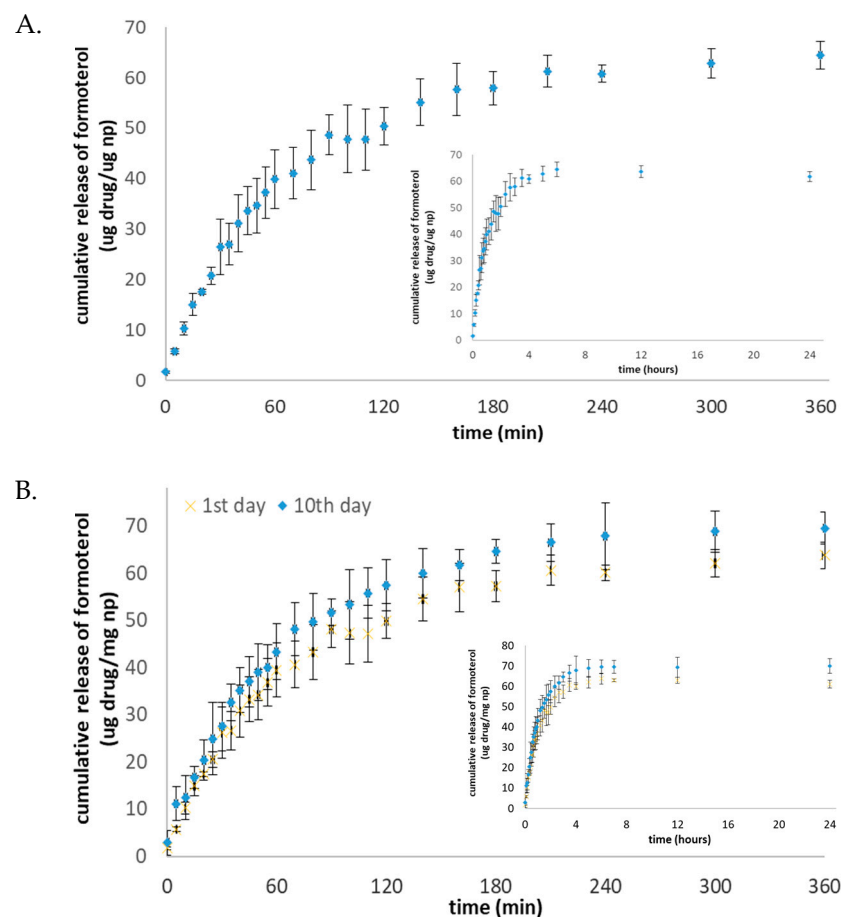 A.
70
60
50
40
30
20
10
0
cumulative release of formoterol
(ug drug/ug np)
0 60 120 180 240 300 360
time (min)
70
60
50
40
30
20
10
0
cumulative release of formoterol
(ug drug/ug np)
0 4 8 12 16 20 24
time (hours)
B.
1st day 10th day
70
60
50
40
30
20
10
0
cumulative release of formoterol
(ug drug/mg np)
0 60 120 180 240 300 360
time (min)
80
70
60
50
40
30
20
10
0
cumulative release of formoterol
(ug drug/mg np)
0 4 8 12 16 20 24
time (hours)